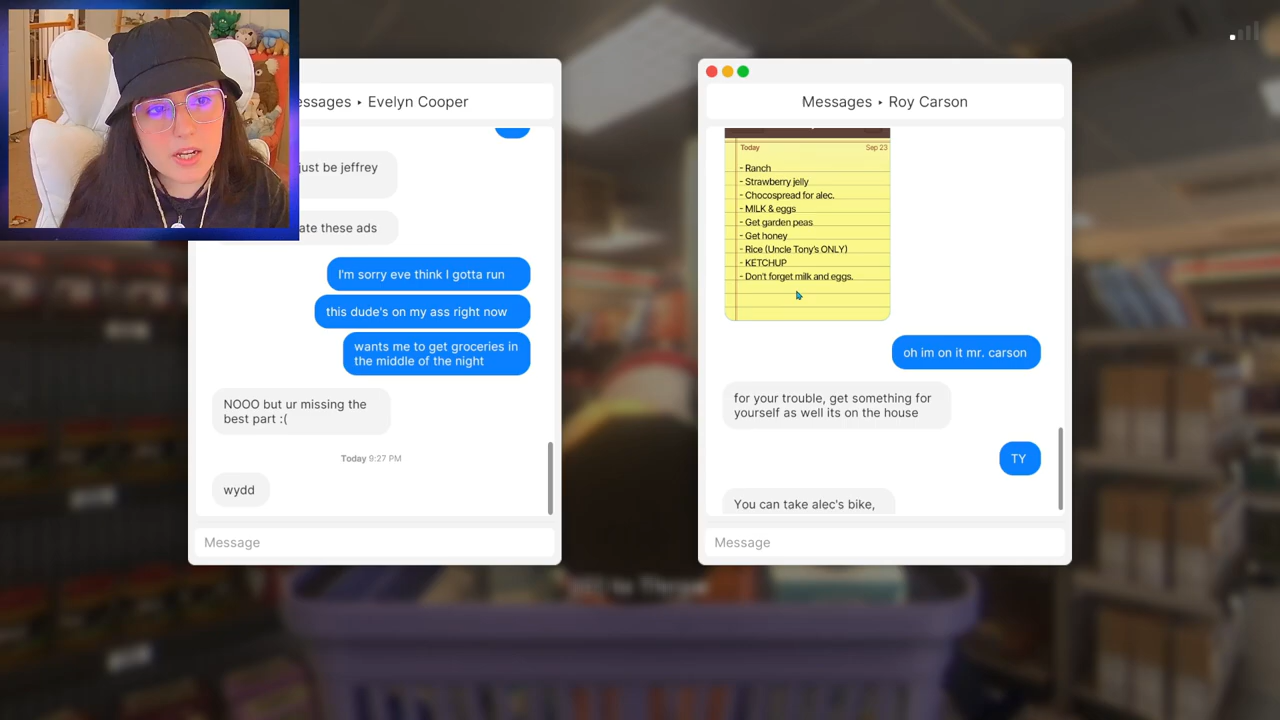 essages ▸ Evelyn Cooper
just be jeffrey
ate these ads
I'm sorry eve think I gotta run
this dude's on my ass right now
wants me to get groceries in
the middle of the night
NOOO but ur missing the
best part :(
Today 9:27 PM
wydd
Message
Messages ▸ Roy Carson
Today Sep 23
- Ranch
- Strawberry jelly
- Chocospread for alec.
- MILK & eggs
- Get garden peas
- Get honey
- Rice (Uncle Tony's ONLY)
- KETCHUP
- Don't forget milk and eggs.
oh im on it mr. carson
for your trouble, get something for
yourself as well its on the house
TY
You can take alec's bike,
Message
to Throw